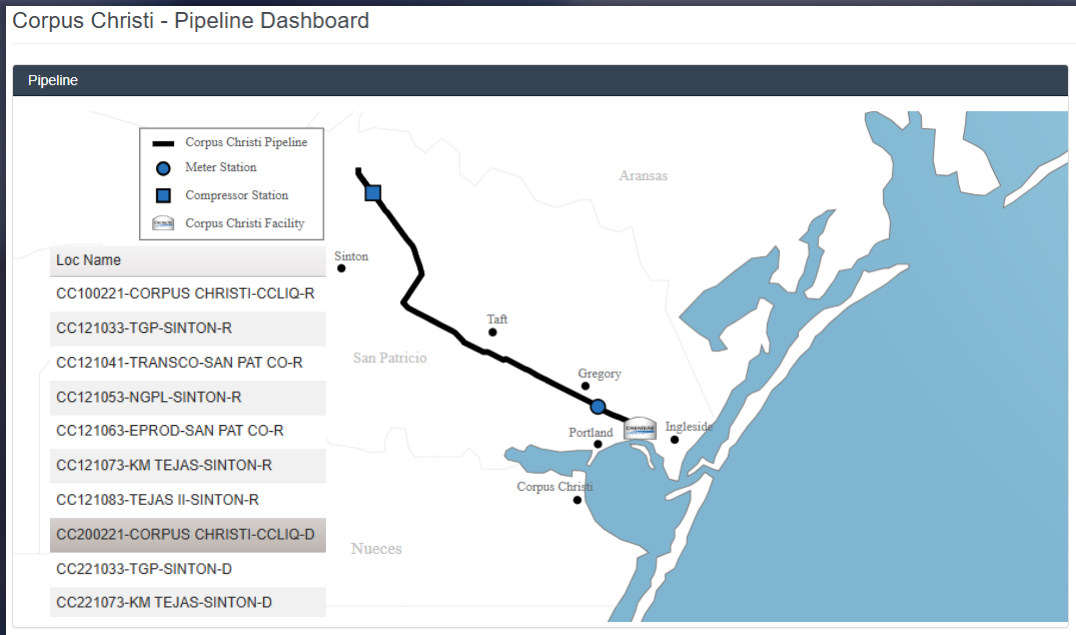 Corpus Christi - Pipeline Dashboard
Pipeline
Corpus Christi Pipeline
Meter Station
Compressor Station
Corpus Christi Facility
Aransas
Loc Name
Sinton
CC100221-CORPUS CHRISTI-CCLIQ-R
CC121033-TGP-SINTON-R
Taft
CC121041-TRANSCO-SAN PAT CO-R
San Patricio
CC121053-NGPL-SINTON-R
Gregory
CC121063-EPROD-SAN PAT CO-R
Portland
Ingleside
CC121073-KM TEJAS-SINTON-R
CC121083-TEJAS II-SINTON-R
Corpus Christi
CC200221-CORPUS CHRISTI-CCLIQ-D
Nueces
CC221033-TGP-SINTON-D
CC221073-KM TEJAS-SINTON-D